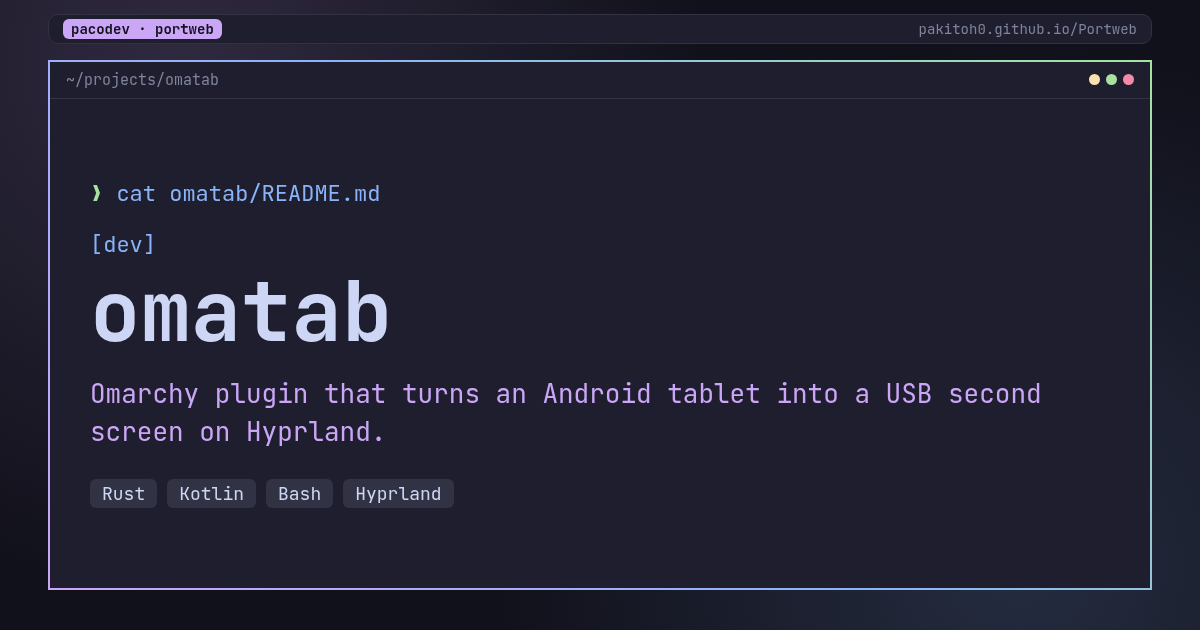 pacodev · portweb
pakitoh0.github.io/Portweb
~/projects/omatab
❱ cat omatab/README.md
[dev]
omatab
Omarchy plugin that turns an Android tablet into a USB second
screen on Hyprland.
Rust Kotlin Bash Hyprland